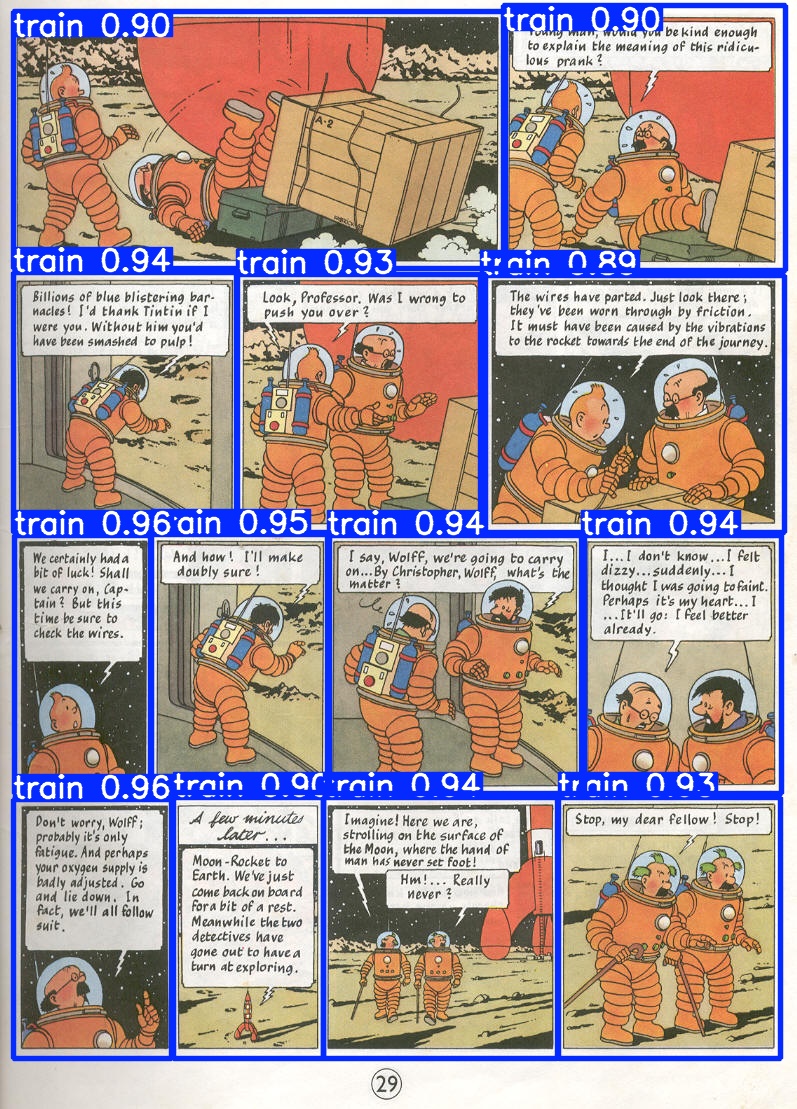 train 0.90
train 0.90
Young man, would you be kind enough
to explain the meaning of this ridicu-
lous prank?
A-2
train 0.94
train 0.93
train 0.89
Billions of blue blistering bar-
nacles! I'd thank Tintin if I
were you. Without him you'd
have been smashed to pulp!
Look, Professor. Was I wrong to
push you over?
The wires have parted. Just look there;
they've been worn through by friction.
It must have been caused by the vibrations
to the rocket towards the end of the journey.
train 0.96
ain 0.95
train 0.94
train 0.94
We certainly had a
bit of luck! Shall
we carry on, Cap-
tain? But this
time be sure to
check the wires.
And how! I'll make
doubly sure!
I say, Wolff, we're going to carry
on...By Christopher, Wolff, what's the
matter?
I...I don't know...I felt
dizzy...suddenly...I
thought I was going to faint.
Perhaps it's my heart...I
...It'll go: I feel better
already.
train 0.96
train 0.90
train 0.94
train 0.93
Don't worry, Wolff;
probably it's only
fatigue. And perhaps
your oxygen supply is
badly adjusted. Go
and lie down. In
fact, we'll all follow
suit.
A few minutes
later...
Moon-Rocket to
Earth. We've just
come back on board
for a bit of a rest.
Meanwhile the two
detectives have
gone out to have a
turn at exploring.
Imagine! Here we are,
strolling on the surface of
the Moon, where the hand of
man has never set foot!
Hm!... Really
never?
Stop, my dear fellow! Stop!
29